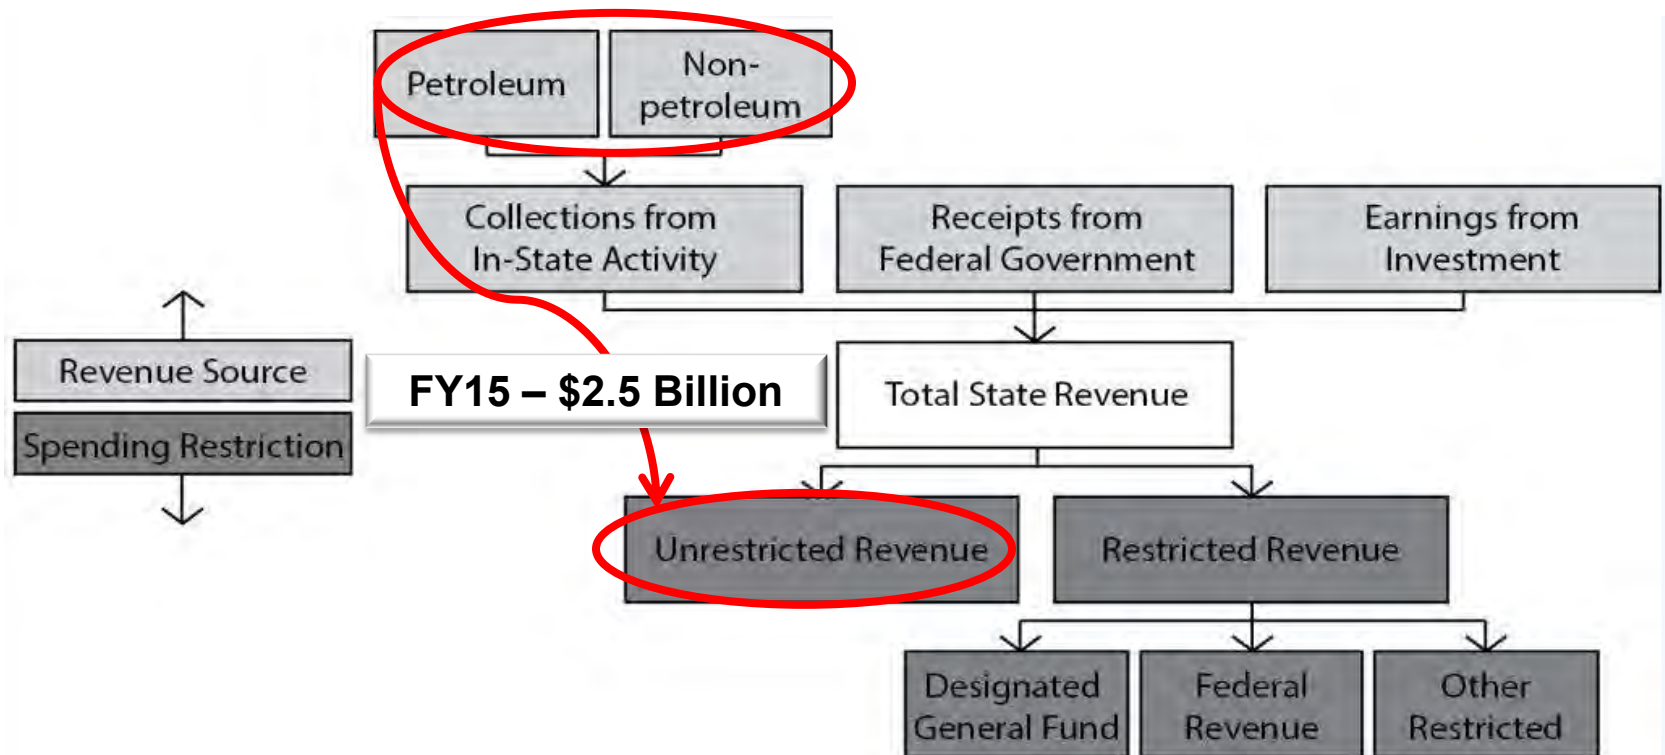 Petroleum
Non-
petroleum
Collections from
In-State Activity
Receipts from
Federal Government
Earnings from
Investment
Revenue Source
Spending Restriction
FY15 – $2.5 Billion
Total State Revenue
Unrestricted Revenue
Restricted Revenue
Designated
General Fund
Federal
Revenue
Other
Restricted